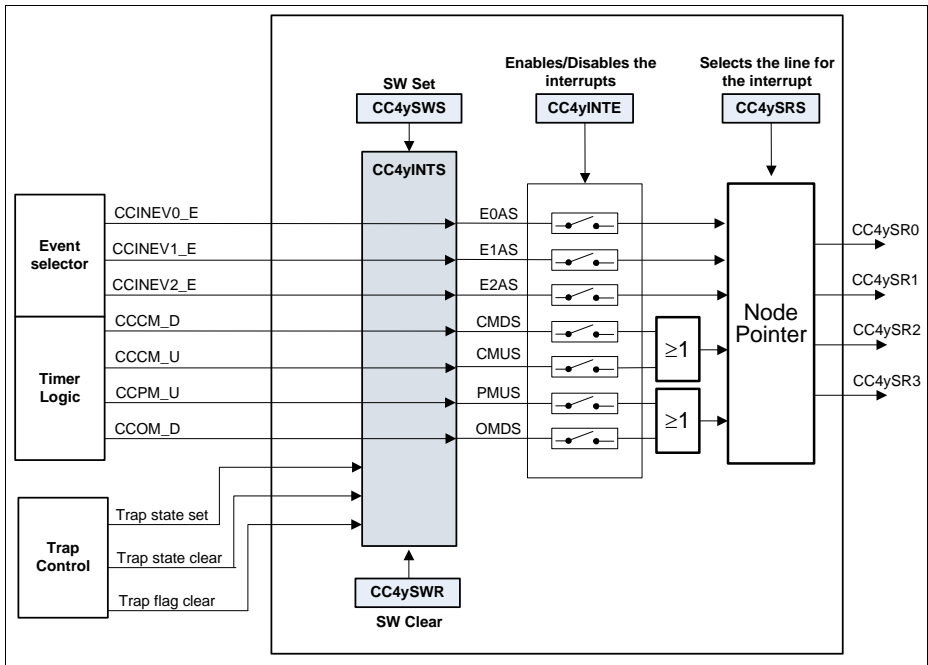 Enables/Disables the
interrupts
Selects the line for
the interrupt
SW Set
CC4ySWS
CC4yINTE
CC4ySRS
CC4yINTS
Event
selector
CCINEV0_E
CCINEV1_E
CCINEV2_E
E0AS
E1AS
E2AS
Timer
Logic
CCCM_D
CCCM_U
CCPM_U
CCOM_D
CMDS
CMUS
PMUS
OMDS
≥1
≥1
Node
Pointer
CC4ySR0
CC4ySR1
CC4ySR2
CC4ySR3
Trap
Control
Trap state set
Trap state clear
Trap flag clear
CC4ySWR
SW Clear